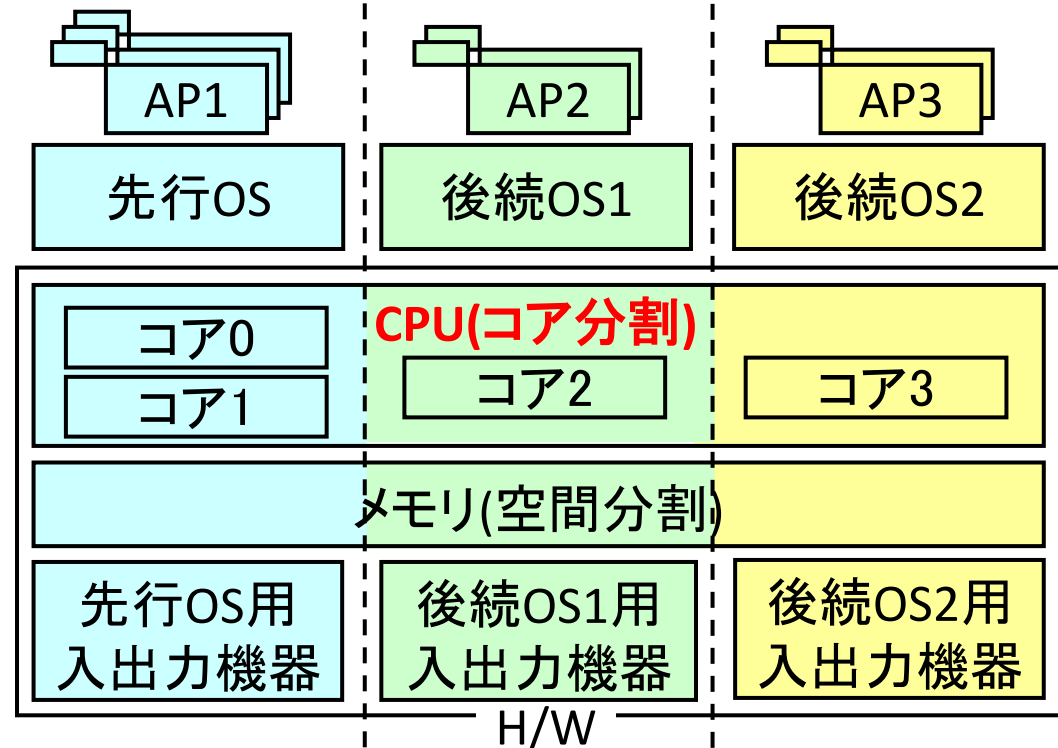 AP1
AP2
AP3
先行OS
後続OS1
後続OS2
CPU(コア分割)
コア0
コア1
コア2
コア3
メモリ(空間分割)
先行OS用
入出力機器
後続OS1用
入出力機器
後続OS2用
入出力機器
H/W